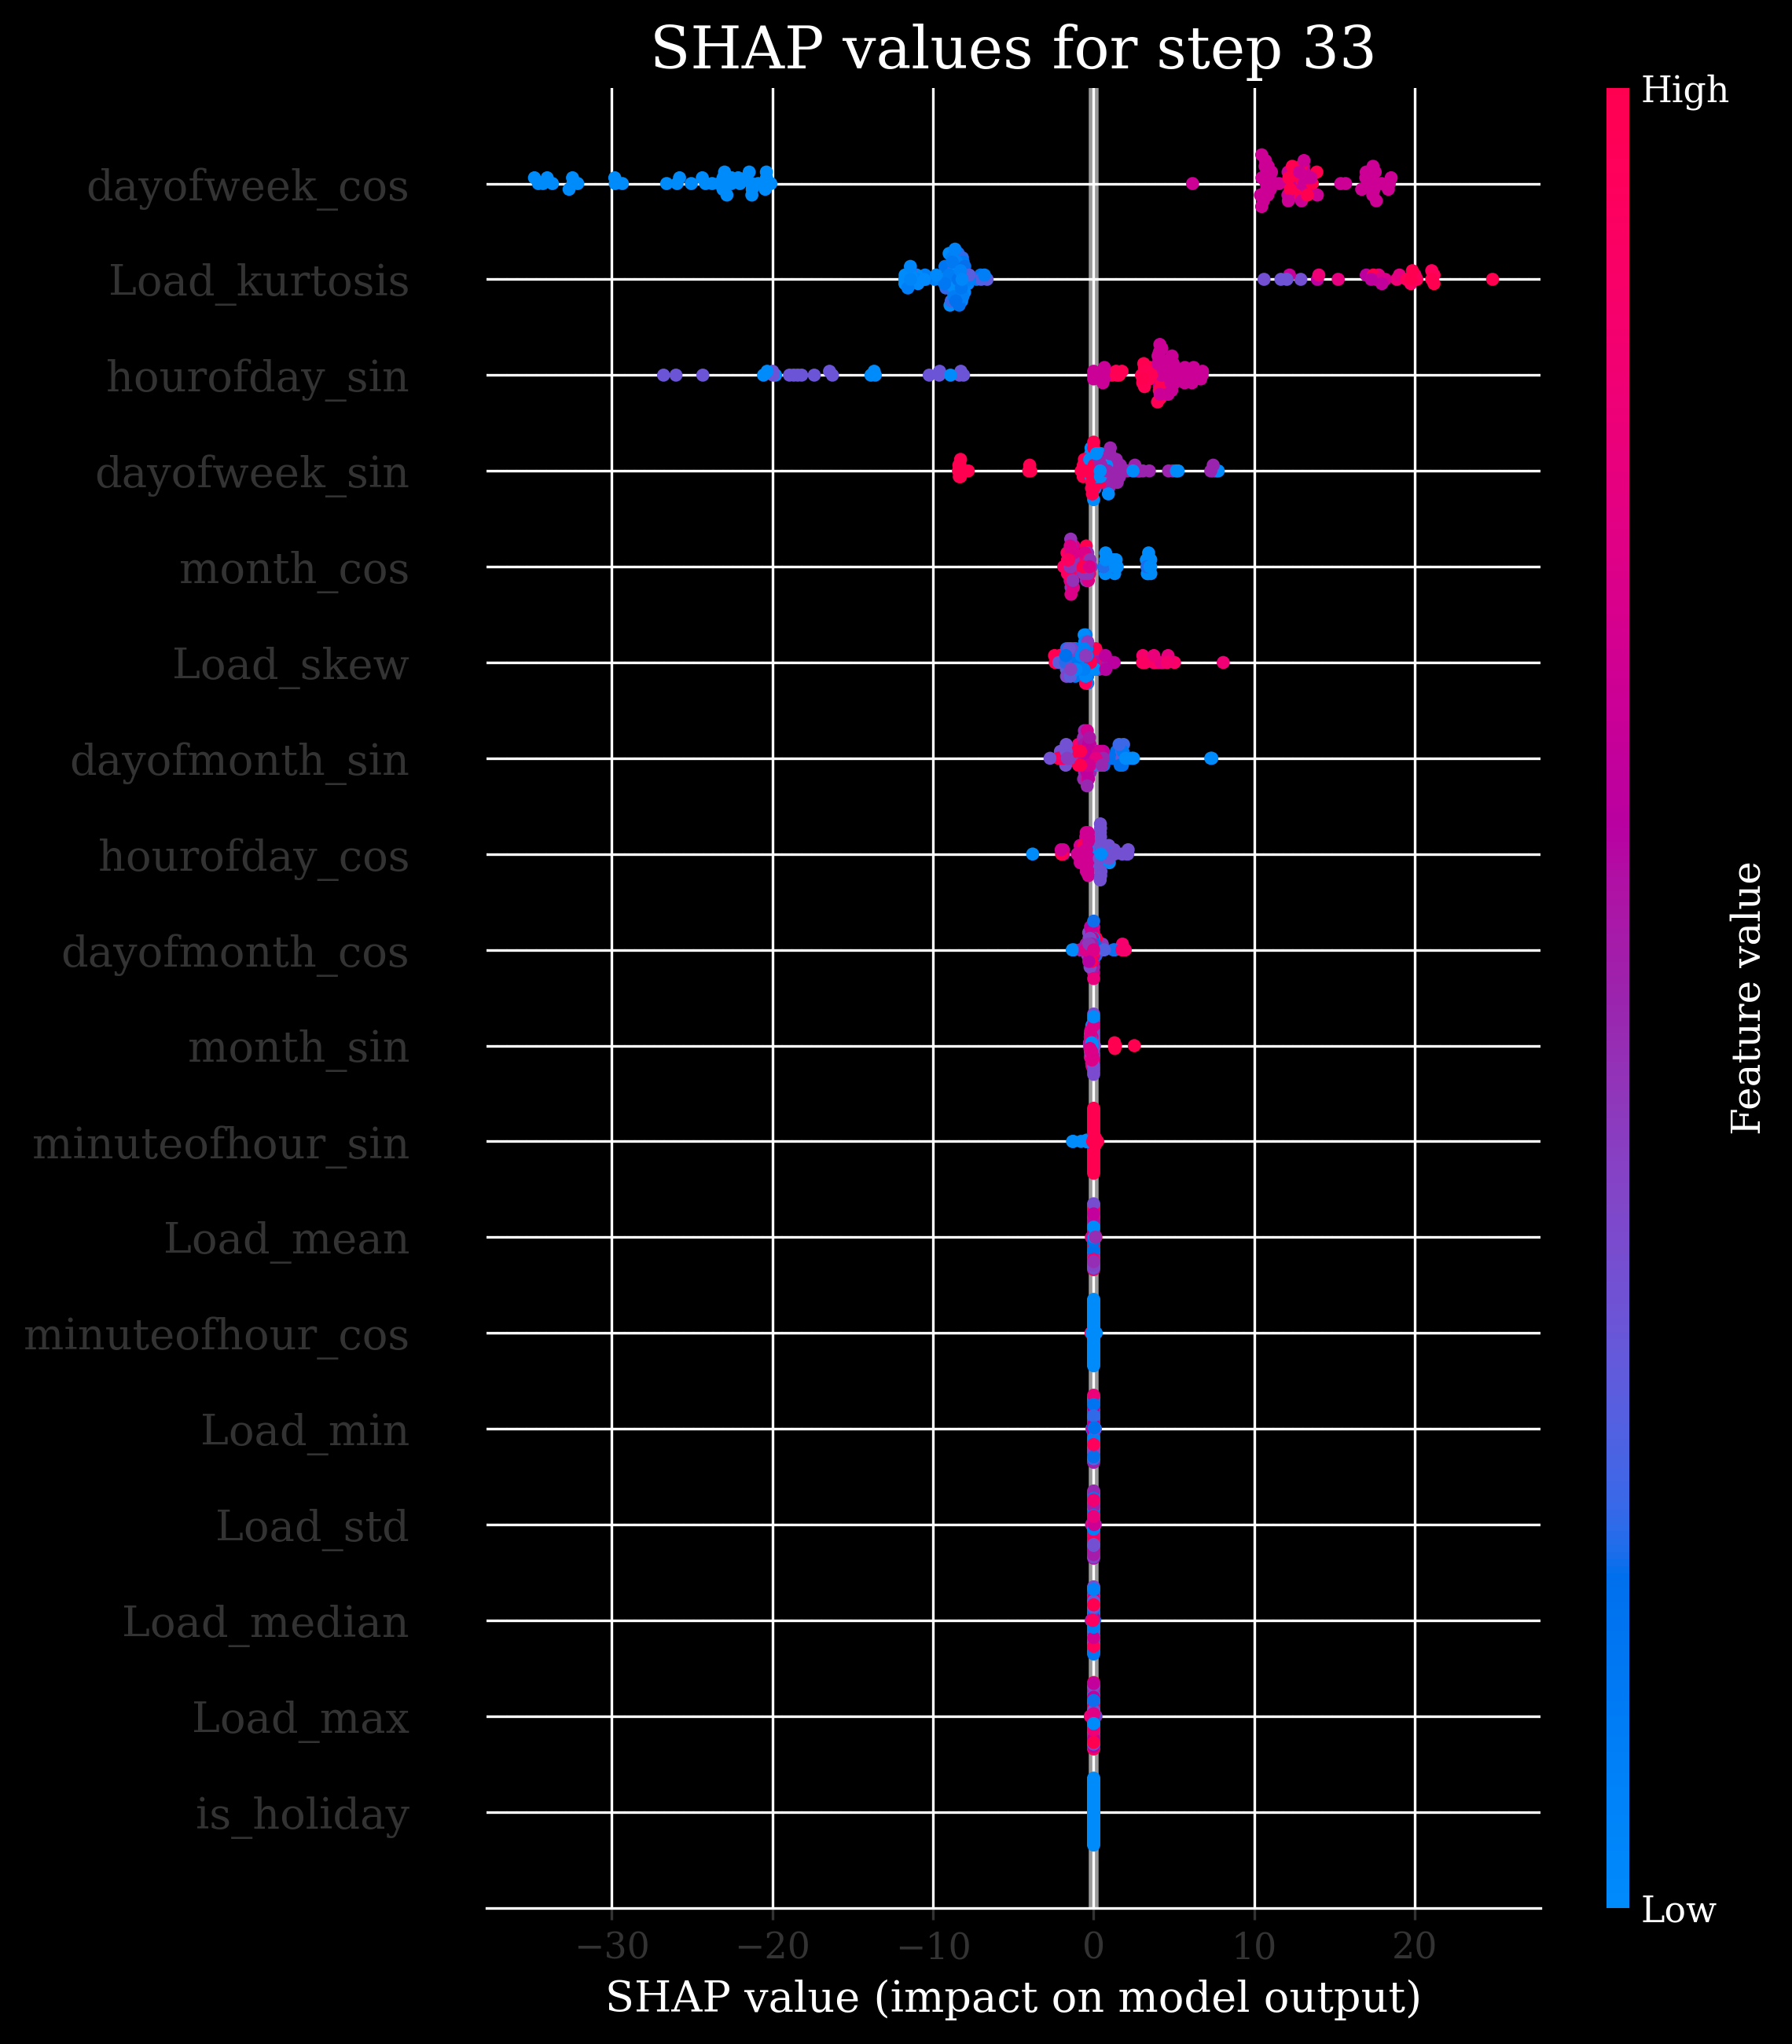 SHAP values for step 33
High
dayofweek_cos
Load_kurtosis
hourofday_sin
dayofweek_sin
month_cos
Load_skew
dayofmonth_sin
hourofday_cos
dayofmonth_cos
month_sin
minuteofhour_sin
Load_mean
minuteofhour_cos
Load_min
Load_std
Load_median
Load_max
is_holiday
Feature value
Low
−30 −20 −10 0 10 20
SHAP value (impact on model output)